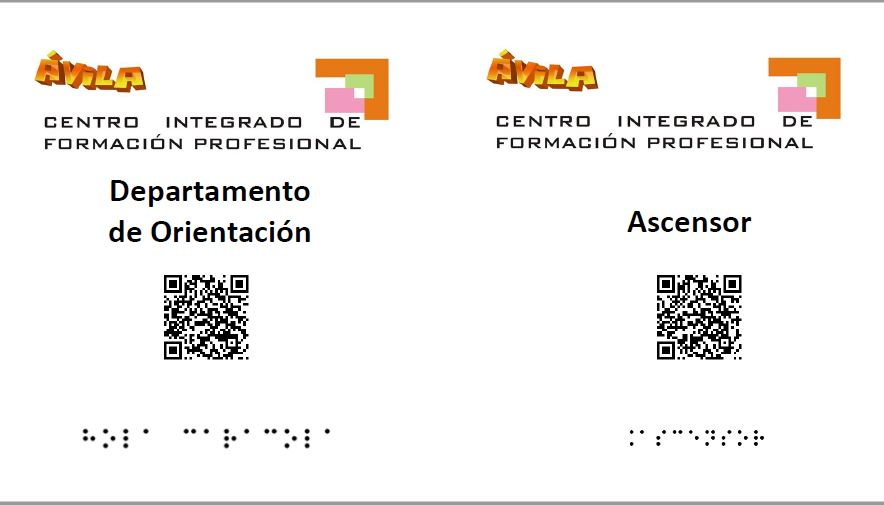 ÁVILA
CENTRO INTEGRADO DE
FORMACIÓN PROFESIONAL
Departamento
de Orientación
⠓⠕⠇⠁ ⠉⠁⠗⠁⠉⠕⠇⠁
ÁVILA
CENTRO INTEGRADO DE
FORMACIÓN PROFESIONAL
Ascensor
⠨⠁⠎⠉⠑⠝⠎⠕⠗